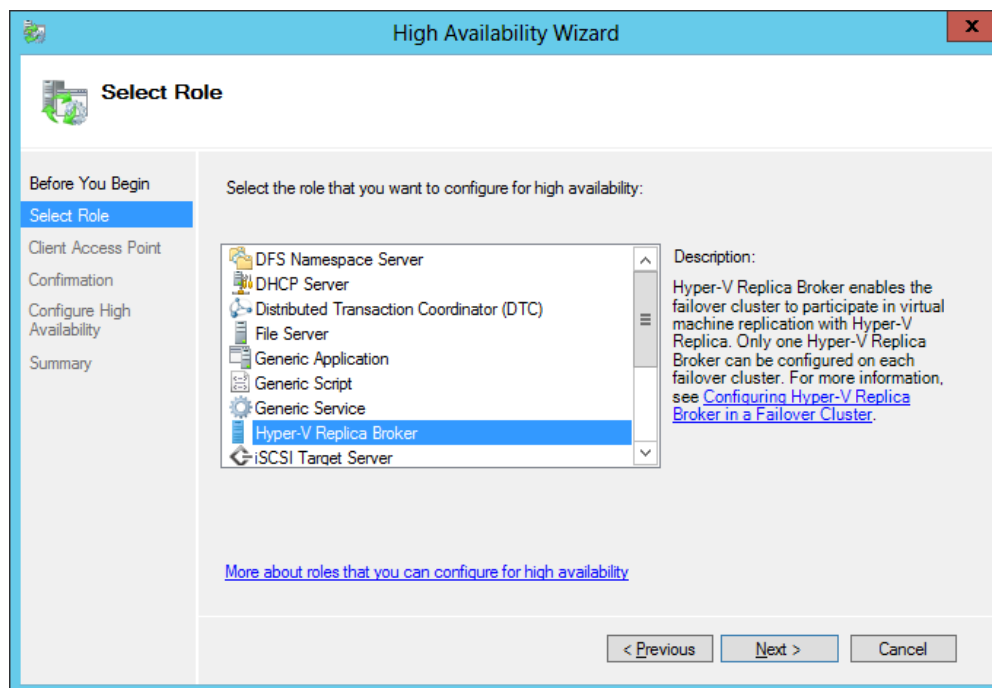 High Availability Wizard
x
Select Role
Before You Begin
Select Role
Client Access Point
Confirmation
Configure High
Availability
Summary
Select the role that you want to configure for high availability:
DFS Namespace Server
DHCP Server
Distributed Transaction Coordinator (DTC)
File Server
Generic Application
Generic Script
Generic Service
Hyper-V Replica Broker
iSCSI Target Server
Description:
Hyper-V Replica Broker enables the
failover cluster to participate in virtual
machine replication with Hyper-V
Replica. Only one Hyper-V Replica
Broker can be configured on each
failover cluster. For more information,
see Configuring Hyper-V Replica
Broker in a Failover Cluster.
More about roles that you can configure for high availability
< Previous
Next >
Cancel